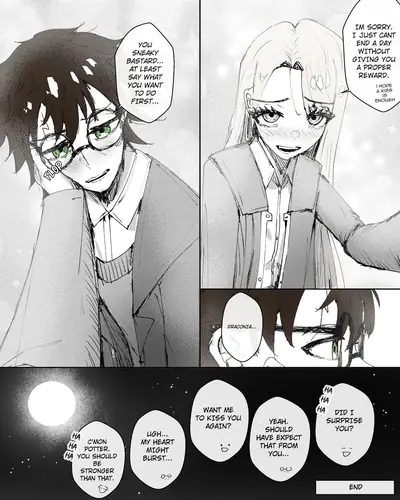 YOU
SNEAKY
BASTARD...
AT LEAST
SAY WHAT
YOU WANT
TO DO
FIRST...
FLOP
IM SORRY.
I JUST CANT
END A DAY
WITHOUT
GIVING YOU
A PROPER
REWARD.
I HOPE
A KISS
IS
ENOUGH
DRACONIA...
HA
HA
HA
DID I
SURPRISE
YOU?
YEAH.
SHOULD
HAVE EXPECT
THAT FROM
YOU...
WANT ME
TO KISS YOU
AGAIN?
UGH...
MY HEART
MIGHT
BURST...
HA
HA
HA
C'MON
POTTER.
YOU SHOULD
BE
STRONGER
THAN THAT.
END